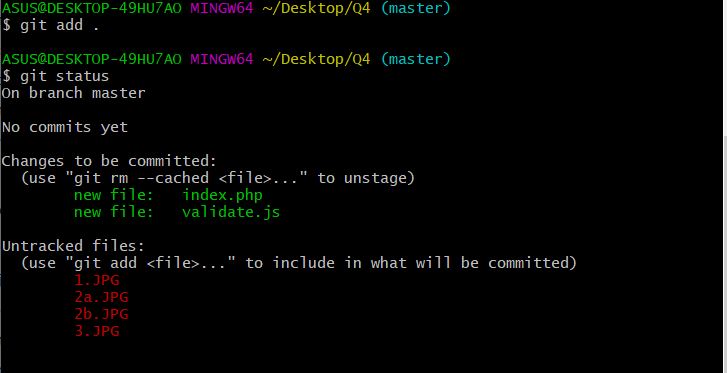 ASUS@DESKTOP-49HU7AO MINGW64 ~/Desktop/Q4 (master)
$ git add .
ASUS@DESKTOP-49HU7AO MINGW64 ~/Desktop/Q4 (master)
$ git status
On branch master
No commits yet
Changes to be committed:
(use "git rm --cached <file>..." to unstage)
new file: index.php
new file: validate.js
Untracked files:
(use "git add <file>..." to include in what will be committed)
1.JPG
2a.JPG
2b.JPG
3.JPG